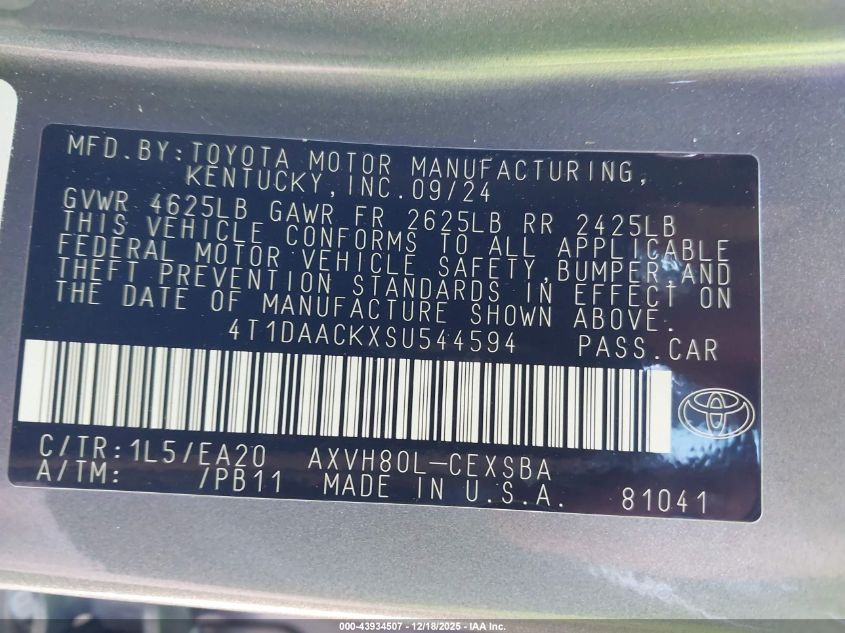 MFD.BY:TOYOTA MOTOR MANUFACTURING,
KENTUCKY,INC.09/24
GVWR 4625LB GAWR FR 2625LB RR 2425LB
THIS VEHICLE CONFORMS TO ALL APPLICABLE
FEDERAL MOTOR VEHICLE SAFETY,BUMPER AND
THEFT PREVENTION STANDARDS IN EFFECT ON
THE DATE OF MANUFACTURE SHOWN ABOVE.
4T1DAACKXSU544594 PASS.CAR
C/TR:1L5/EA20 AXVH80L-CEXSBA
A/TM: /PB11 MADE IN U.S.A. 81041
000-43934507 - 12/18/2025 - IAA Inc.